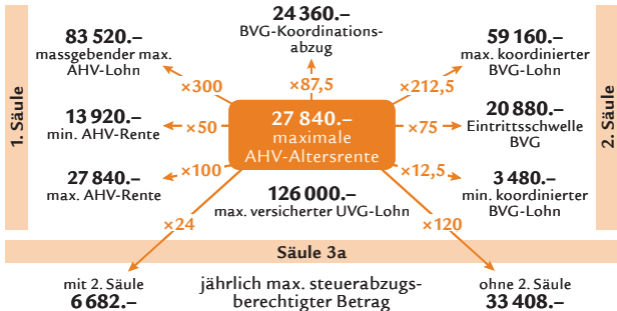 83 520.–
massgebender max.
AHV-Lohn
24 360.–
BVG-Koordinations-
abzug
59 160.–
max. koordinierter
BVG-Lohn
×300
×87,5
×212,5
1. Säule
13 920.–
min. AHV-Rente
×50
27 840.–
maximale
AHV-Altersrente
×75
20 880.–
Eintrittsschwelle
BVG
2. Säule
27 840.–
max. AHV-Rente
×100
×12,5
3 480.–
min. koordinierter
BVG-Lohn
126 000.–
max. versicherter UVG-Lohn
×24
×120
Säule 3a
mit 2. Säule
6 682.–
jährlich max. steuerabzugs-
berechtigter Betrag
ohne 2. Säule
33 408.–